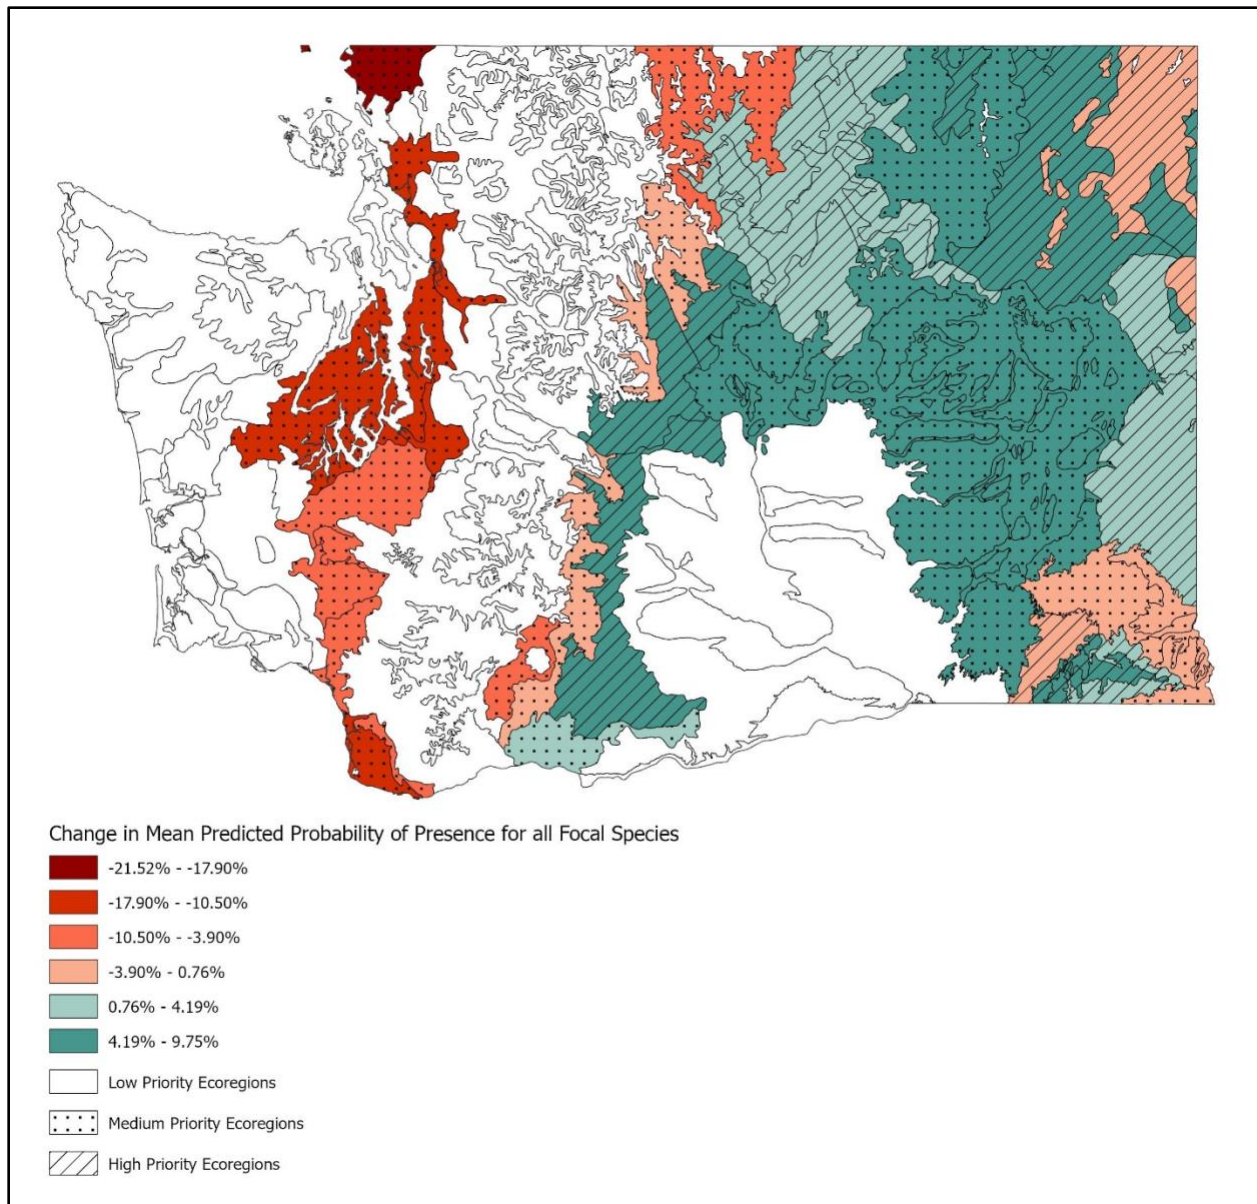 Change in Mean Predicted Probability of Presence for all Focal Species
-21.52% - -17.90%
-17.90% - -10.50%
-10.50% - -3.90%
-3.90% - 0.76%
0.76% - 4.19%
4.19% - 9.75%
Low Priority Ecoregions
Medium Priority Ecoregions
High Priority Ecoregions